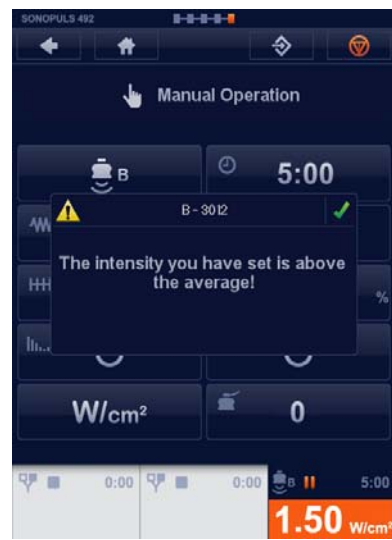 SONOPULS 492
Manual Operation
B
5:00
B - 3012
The intensity you have set is above
the average!
%
W/cm²
0
0:00
0:00
B
5:00
1.50 W/cm²